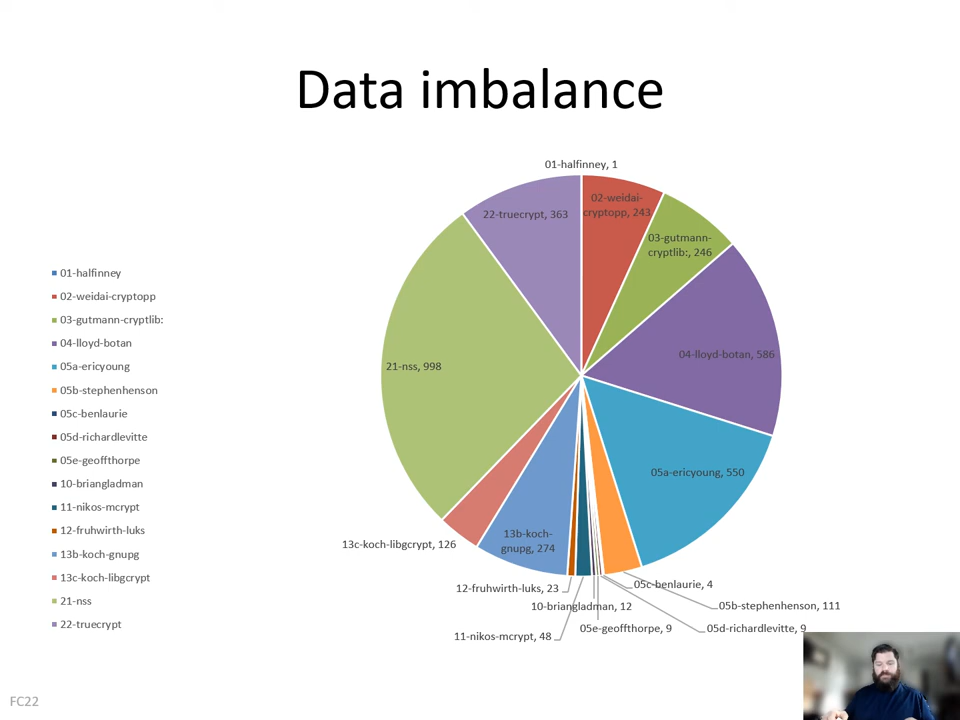 Data imbalance
01-halfinney
02-weidai-cryptopp
03-gutmann-cryptlib:
04-lloyd-botan
05a-ericyoung
05b-stephenhenson
05c-benlaurie
05d-richardlevitte
05e-geoffthorpe
10-briangladman
11-nikos-mcrypt
12-fruhwirth-luks
13b-koch-gnupg
13c-koch-libgcrypt
21-nss
22-truecrypt
01-halfinney, 1
02-weidai-
cryptopp, 243
03-gutmann-
cryptlib:, 246
04-lloyd-botan, 586
05a-ericyoung, 550
05b-stephenhenson, 111
05c-benlaurie, 4
05d-richardlevitte, 9
05e-geoffthorpe, 9
10-briangladman, 12
11-nikos-mcrypt, 48
12-fruhwirth-luks, 23
13b-koch-
gnupg, 274
13c-koch-libgcrypt, 126
21-nss, 998
22-truecrypt, 363
FC22